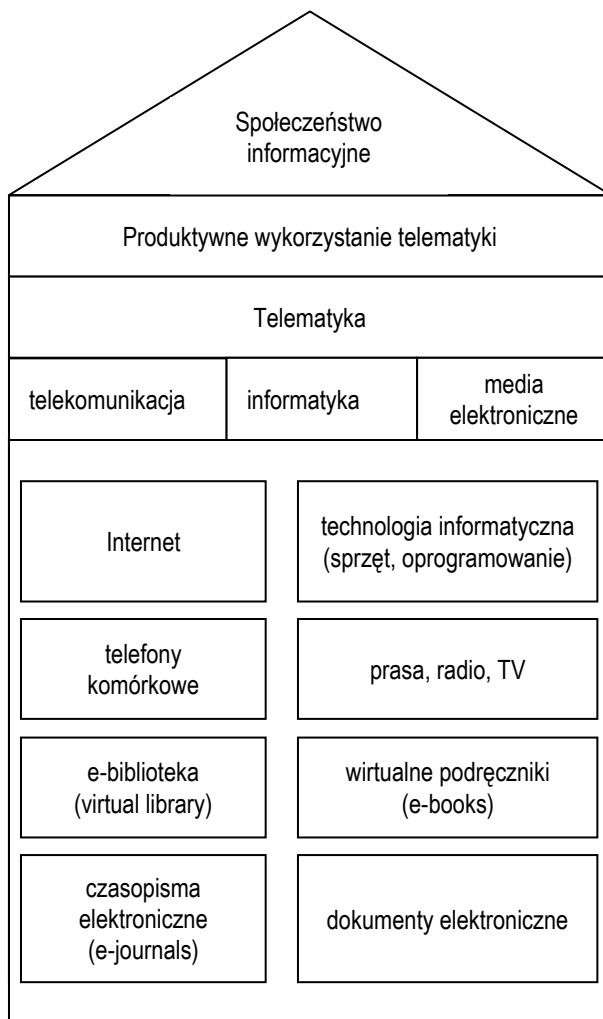 Społeczeństwo
informacyjne
Produktywne wykorzystanie telematyki
Telematyka
telekomunikacja
informatyka
media
elektroniczne
Internet
technologia informatyczna
(sprzęt, oprogramowanie)
telefony
komórkowe
prasa, radio, TV
e-biblioteka
(virtual library)
wirtualne podręczniki
(e-books)
czasopisma
elektroniczne
(e-journals)
dokumenty elektroniczne